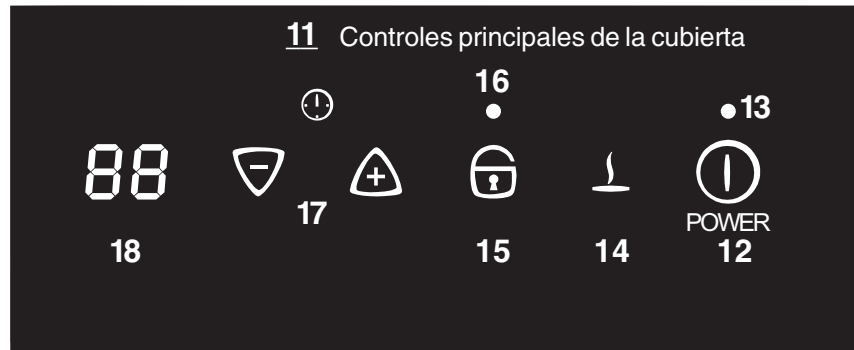 11 Controles principales de la cubierta
16
13
88
- +
17
POWER
18 15 14 12